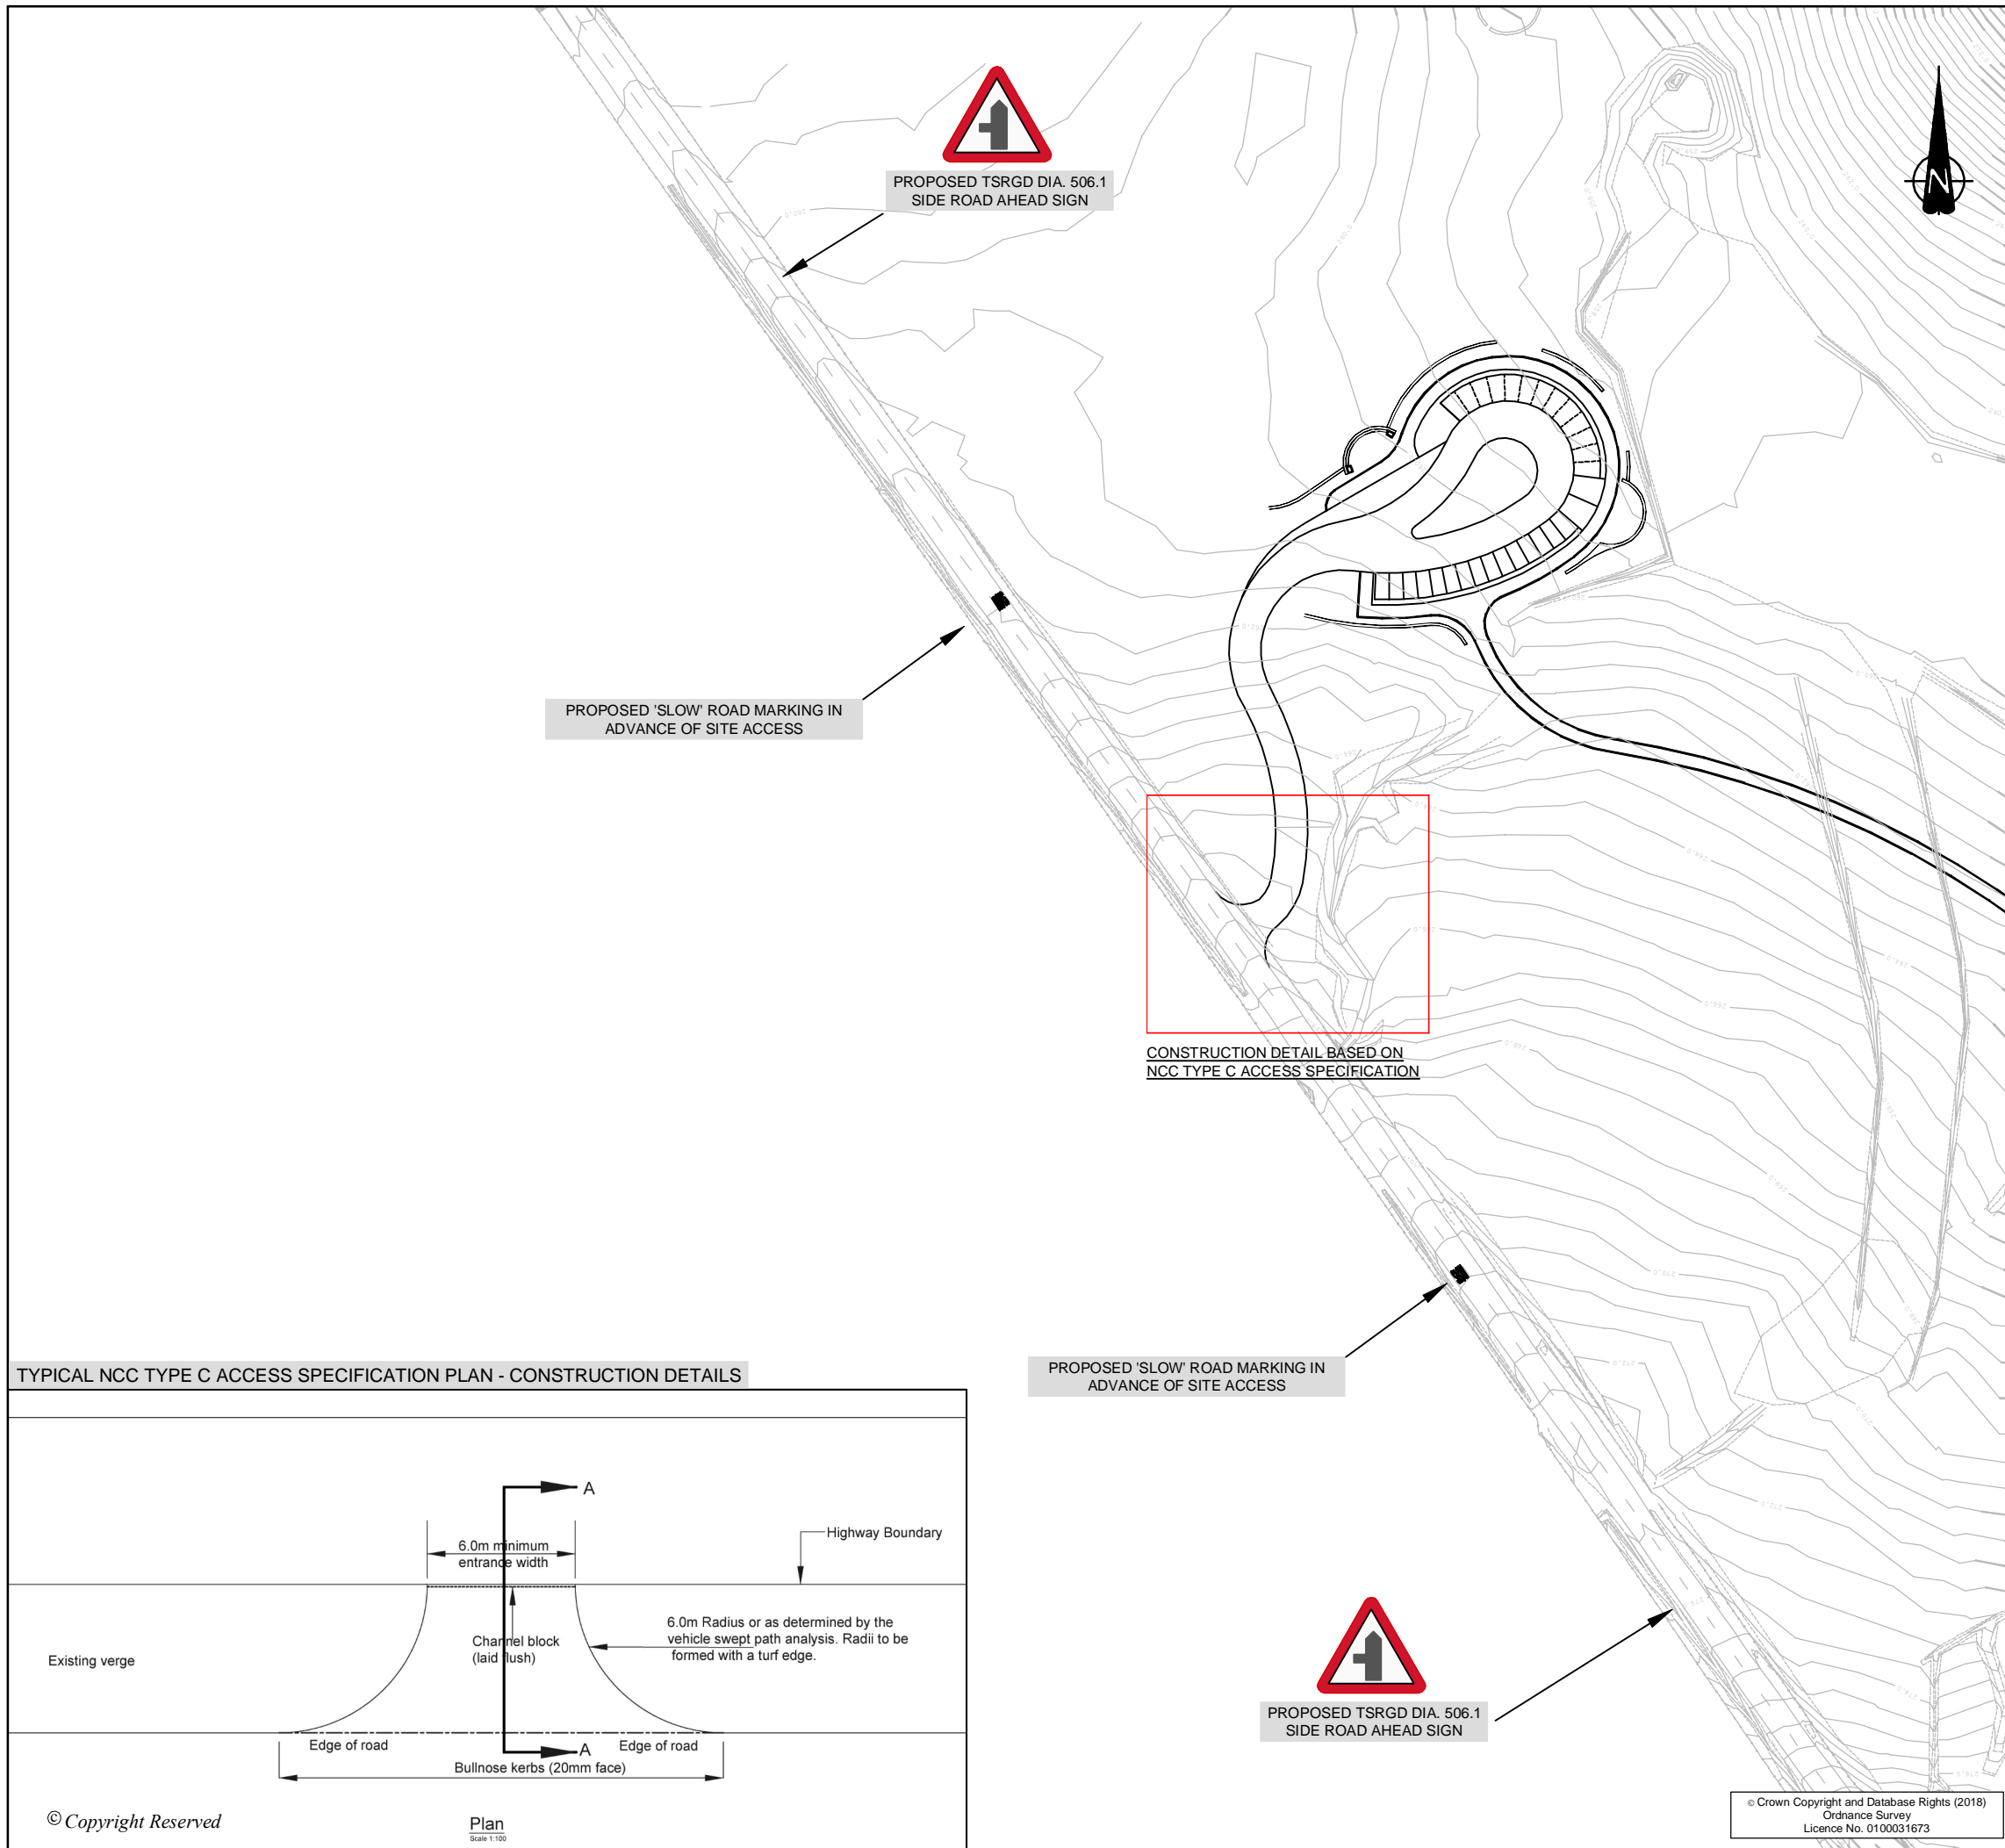 PROPOSED TSRGD DIA. 506.1
SIDE ROAD AHEAD SIGN
N
PROPOSED 'SLOW' ROAD MARKING IN
ADVANCE OF SITE ACCESS
CONSTRUCTION DETAIL BASED ON
NCC TYPE C ACCESS SPECIFICATION
PROPOSED 'SLOW' ROAD MARKING IN
ADVANCE OF SITE ACCESS
PROPOSED TSRGD DIA. 506.1
SIDE ROAD AHEAD SIGN
TYPICAL NCC TYPE C ACCESS SPECIFICATION PLAN - CONSTRUCTION DETAILS
A
6.0m minimum
entrance width
Highway Boundary
Channel block
(laid flush)
6.0m Radius or as determined by the
vehicle swept path analysis. Radii to be
formed with a turf edge.
Existing verge
Edge of road
A
Edge of road
Bullnose kerbs (20mm face)
© Copyright Reserved
Plan
Scale 1:100
© Crown Copyright and Database Rights (2018)
Ordnance Survey
Licence No. 0100031673